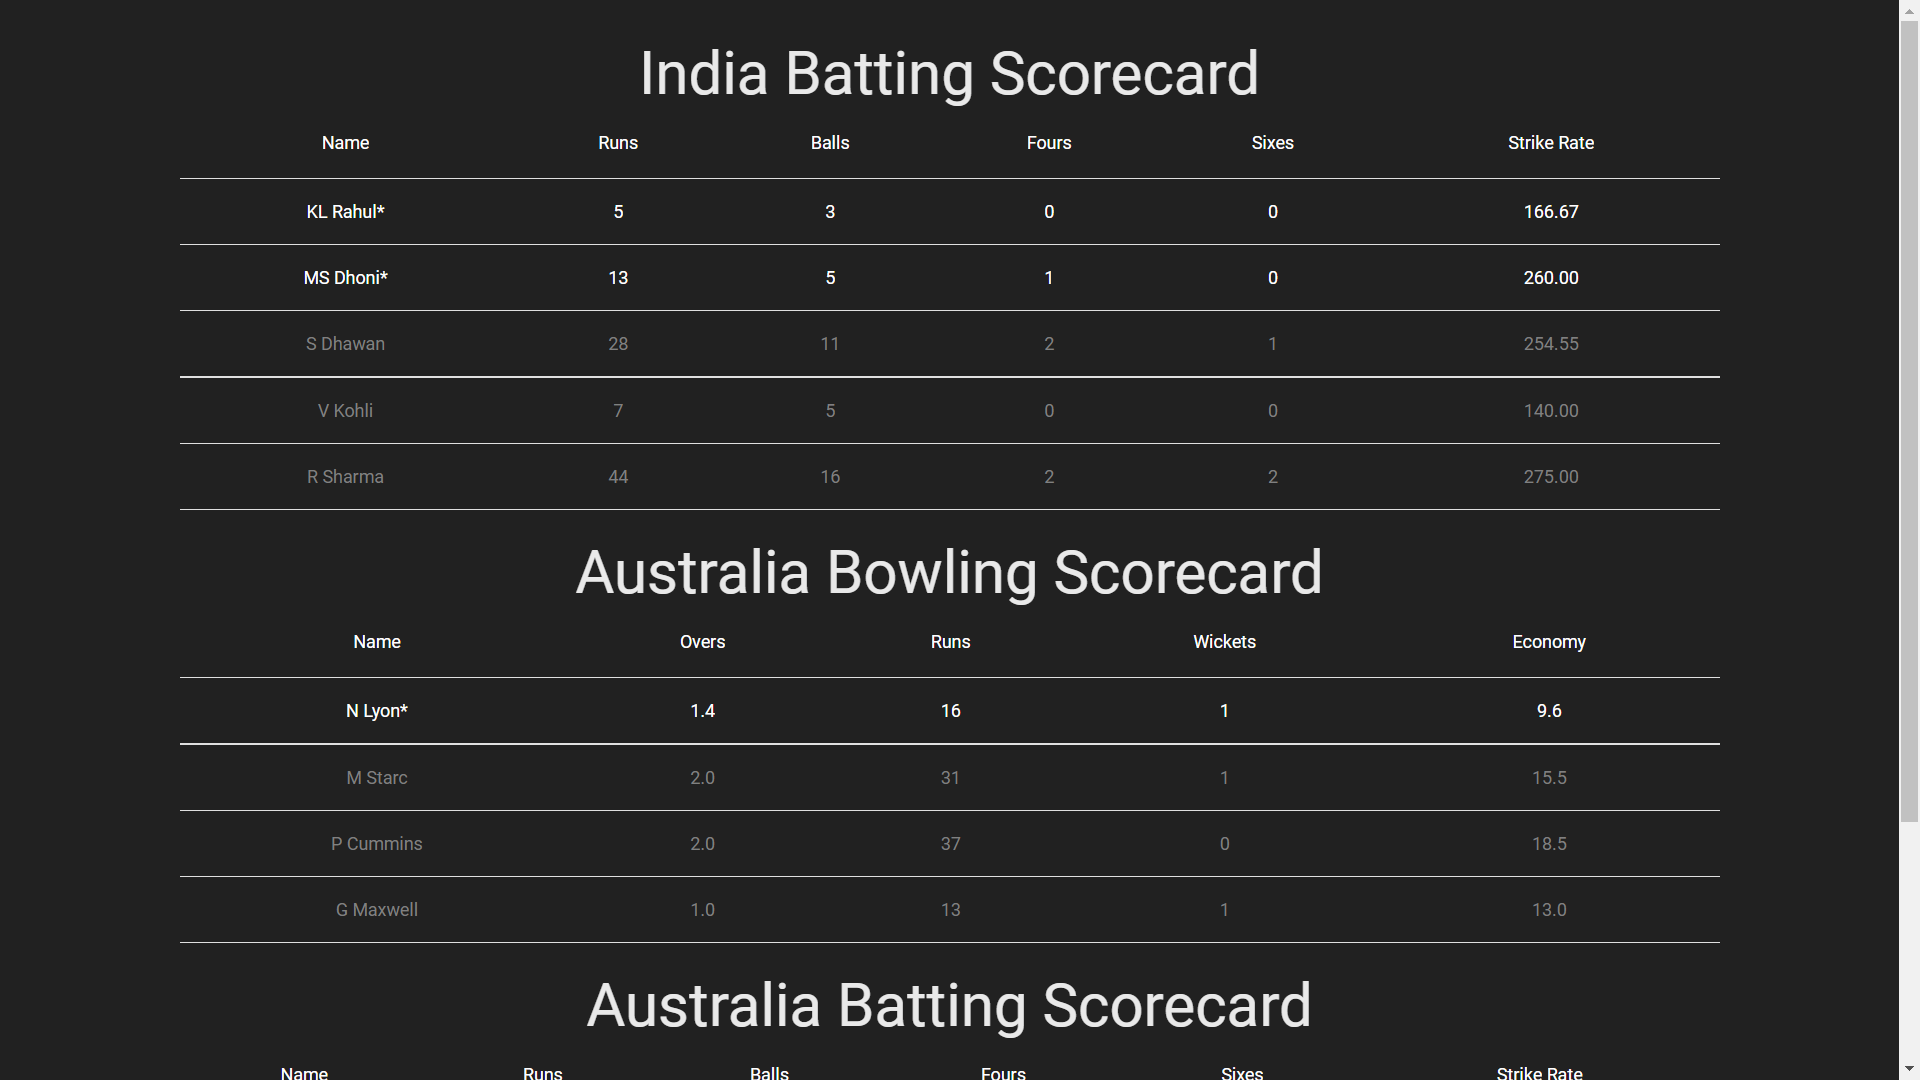 India Batting Scorecard
Name Runs Balls Fours Sixes Strike Rate
KL Rahul* 5 3 0 0 166.67
MS Dhoni* 13 5 1 0 260.00
S Dhawan 28 11 2 1 254.55
V Kohli 7 5 0 0 140.00
R Sharma 44 16 2 2 275.00
Australia Bowling Scorecard
Name Overs Runs Wickets Economy
N Lyon* 1.4 16 1 9.6
M Starc 2.0 31 1 15.5
P Cummins 2.0 37 0 18.5
G Maxwell 1.0 13 1 13.0
Australia Batting Scorecard
Name Runs Balls Fours Sixes Strike Rate